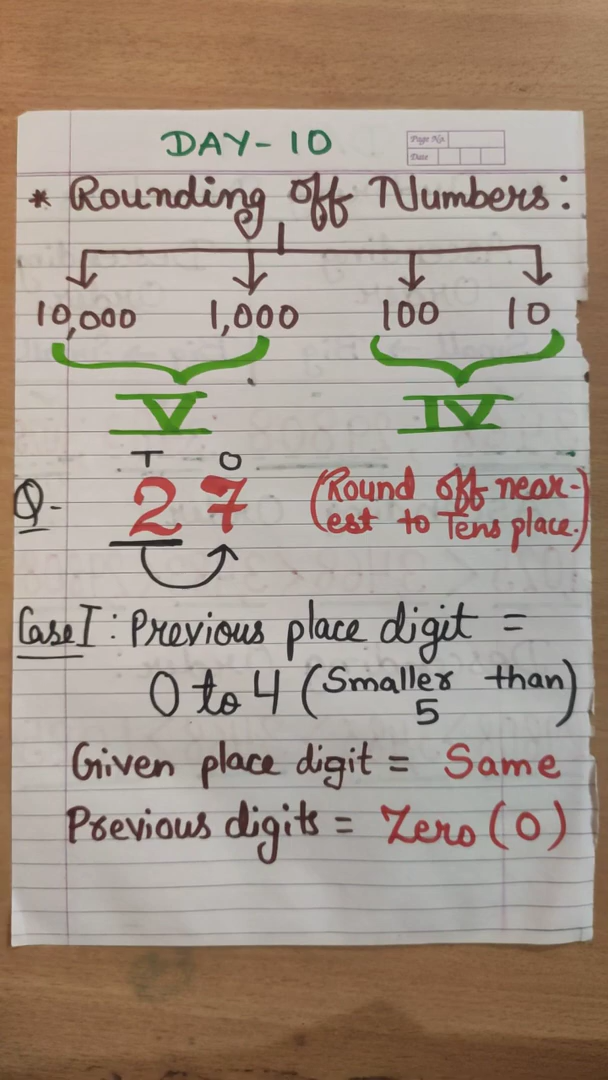 DAY-10
Page No.
Date
* Rounding off Numbers:
10,000 1,000 100 10
V IV
T O
Q- 27 (Round off near-
est to Tens place.)
Case I: Previous place digit =
0 to 4 (Smaller than
5)
Given place digit = Same
Previous digits = Zero (0)